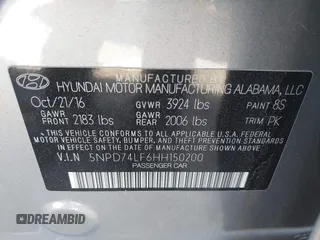 MANUFACTURED BY
HYUNDAI MOTOR MANUFACTURING ALABAMA, LLC
Oct/21/16 GVWR 3924 lbs PAINT 8S
GAWR FRONT 2183 lbs GAWR REAR 2006 lbs TRIM PK
THIS VEHICLE CONFORMS TO ALL APPLICABLE U.S. FEDERAL MOTOR VEHICLE
SAFETY, BUMPER, AND THEFT PREVENTION STANDARDS IN EFFECT ON THE
DATE OF MANUFACTURE SHOWN ABOVE.
V.I.N 5NPD74LF6HH150200
PASSENGER CAR
DREAMBID